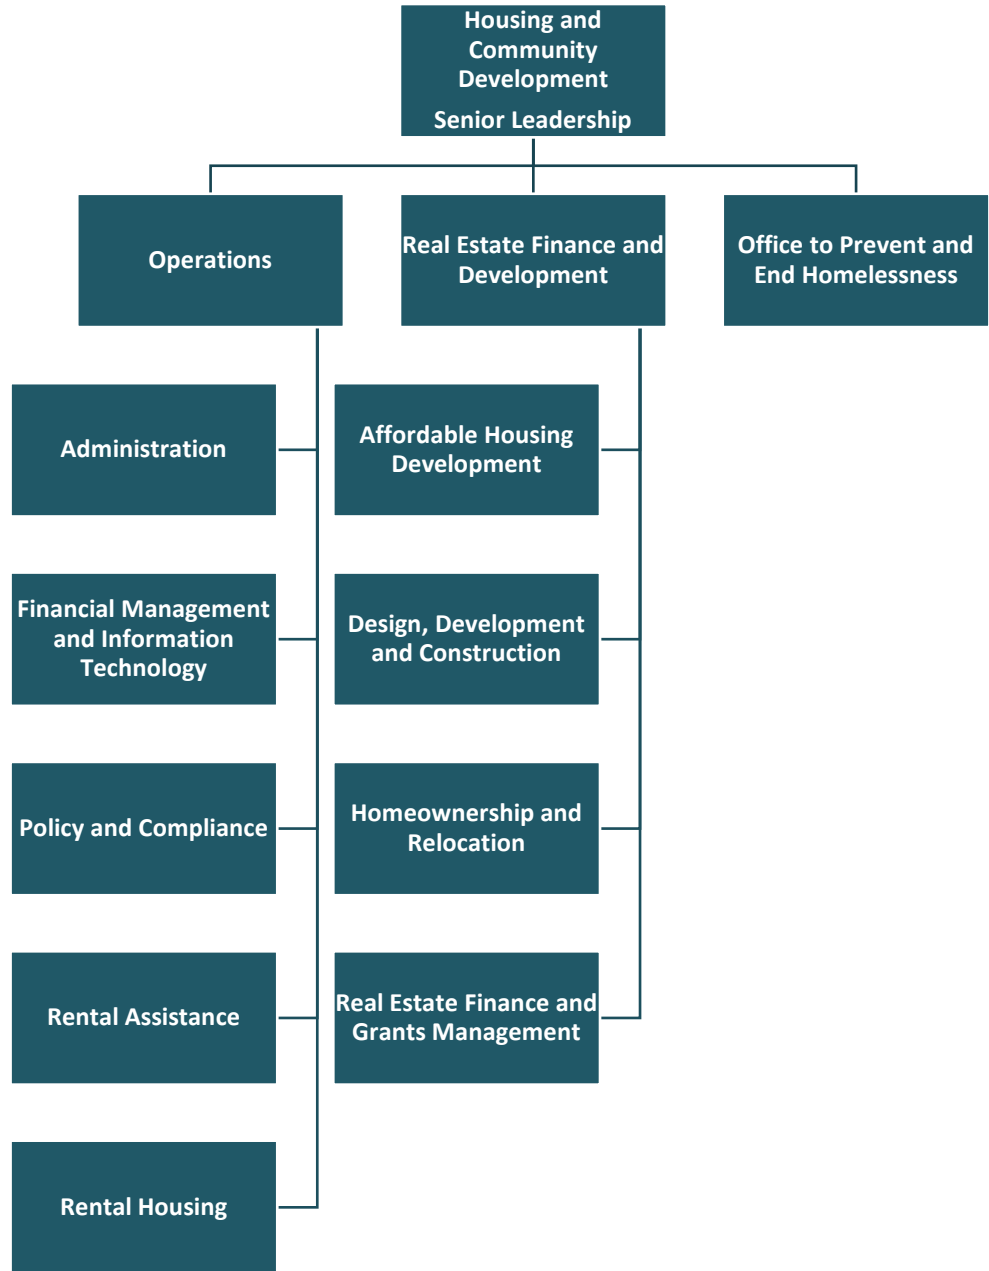 Housing and
Community
Development
Senior Leadership
Operations
Real Estate Finance and
Development
Office to Prevent and
End Homelessness
Administration
Affordable Housing
Development
Financial Management
and Information
Technology
Design, Development
and Construction
Policy and Compliance
Homeownership and
Relocation
Rental Assistance
Real Estate Finance and
Grants Management
Rental Housing